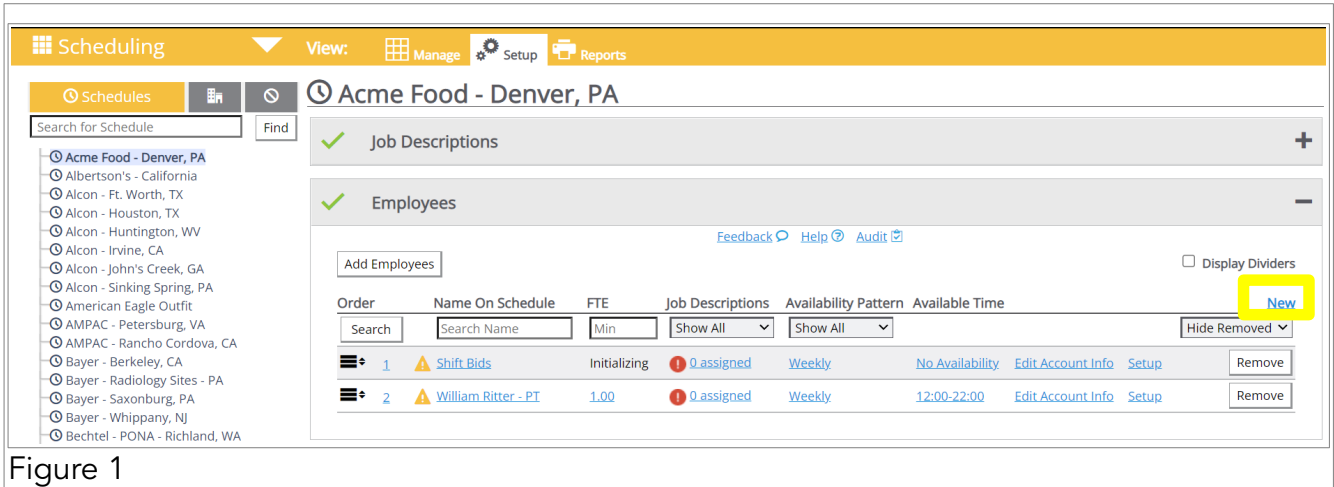 Scheduling View: Manage Setup Reports
Schedules
Acme Food - Denver, PA
Search for Schedule Find
Job Descriptions
Acme Food - Denver, PA
Albertson's - California
Alcon - Ft. Worth, TX
Alcon - Houston, TX
Alcon - Huntington, WV
Alcon - Irvine, CA
Alcon - John's Creek, GA
Alcon - Sinking Spring, PA
American Eagle Outfit
AMPAC - Petersburg, VA
AMPAC - Rancho Cordova, CA
Bayer - Berkeley, CA
Bayer - Radiology Sites - PA
Bayer - Saxonburg, PA
Bayer - Whippany, NJ
Bechtel - PONA - Richland, WA
Employees
Feedback Help Audit
Add Employees Display Dividers
Order Name On Schedule FTE Job Descriptions Availability Pattern Available Time New
Search Search Name Min Show All Show All Hide Removed
1 Shift Bids Initializing 0 assigned Weekly No Availability Edit Account Info Setup Remove
2 William Ritter - PT 1.00 0 assigned Weekly 12:00-22:00 Edit Account Info Setup Remove
Figure 1